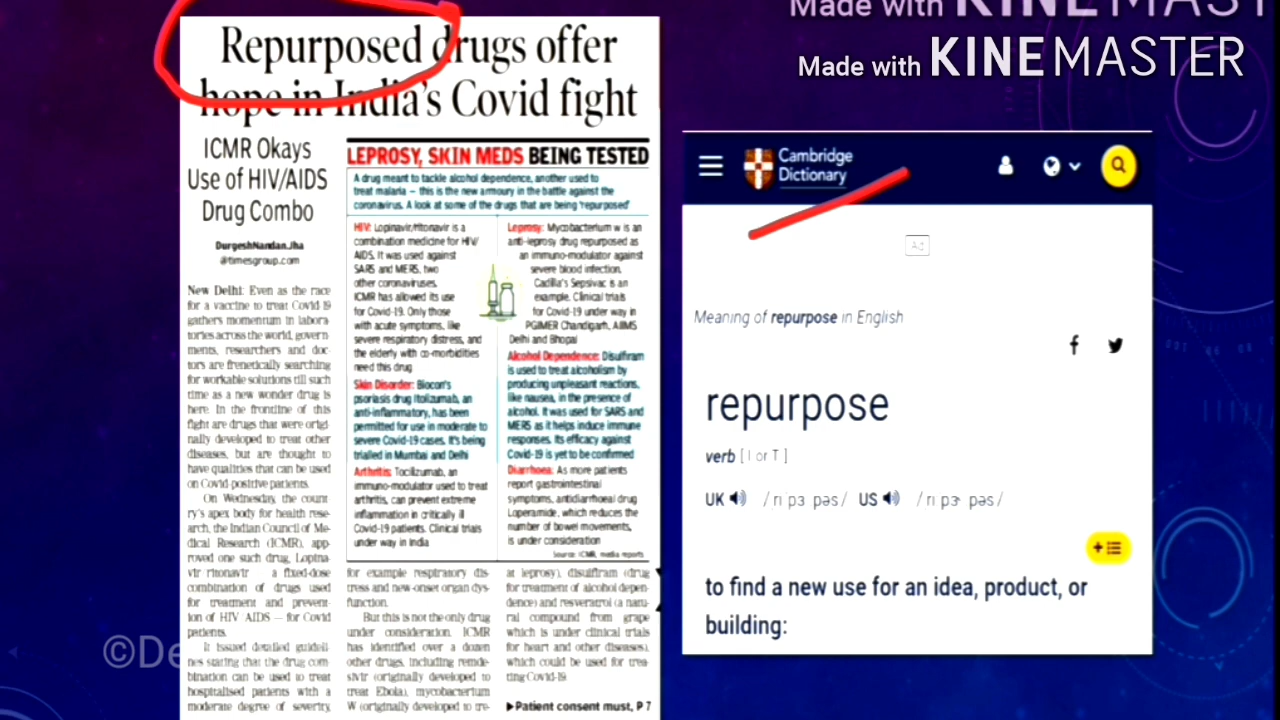 Made with KINEMAST
Made with KINEMASTER
Repurposed drugs offer
hope in India's Covid fight
ICMR Okays
Use of HIV/AIDS
Drug Combo
DurgeshNandan.Jha
@timesgroup.com
New Delhi: Even as the race
for a vaccine to treat Covid-19
gathers momentum in labora-
tories across the world, govern-
ments, researchers and doc-
tors are frenetically searching
for workable solutions till such
time as a new wonder drug is
here. In the frontline of this
fight are drugs that were origi-
nally developed to treat other
diseases, but are thought to
have qualities that can be used
on Covid-positive patients.
On Wednesday, the count
ry's apex body for health rese-
arch, the Indian Council of Me-
dical Research (ICMR), app-
roved one such drug, Lopina-
vir ritonavir a fixed-dose
combination of drugs used
for treatment and prevent-
ion of HIV AIDS — for Covid
patients.
It issued detailed guideli-
nes stating that the drug com-
bination can be used to treat
hospitalised patients with a
moderate degree of severity,
LEPROSY, SKIN MEDS BEING TESTED
A drug meant to tackle alcohol dependence, another used to
treat malaria – this is the new armoury in the battle against the
coronavirus. A look at some of the drugs that are being 'repurposed'
HIV: Lopinavir/ritonavir is a
combination medicine for HIV/
AIDS. It was used against
SARS and MERS, two
other coronaviruses.
ICMR has allowed its use
for Covid-19. Only those
with acute symptoms, like
severe respiratory distress, and
the elderly with co-morbidities
need this drug
Skin Disorder: Biocon's
psoriasis drug Itolizumab, an
anti-inflammatory, has been
permitted for use in moderate to
severe Covid-19 cases. It's being
trialled in Mumbai and Delhi
Arthritis: Tocilizumab, an
immuno-modulator used to treat
arthritis, can prevent extreme
inflammation in critically ill
Covid-19 patients. Clinical trials
under way in India
Leprosy: Mycobacterium w is an
anti-leprosy drug repurposed as
an immuno-modulator against
severe blood infection.
Cadila's Sepsivac is an
example. Clinical trials
for Covid-19 under way in
PGIMER Chandigarh, AIIMS
Delhi and Bhopal
Alcohol Dependence: Disulfiram
is used to treat alcoholism by
producing unpleasant reactions,
like nausea, in the presence of
alcohol. It was used for SARS and
MERS as it helps induce immune
responses. Its efficacy against
Covid-19 is yet to be confirmed
Diarrhoea: As more patients
report gastrointestinal
symptoms, antidiarrhoeal drug
Loperamide, which reduces the
number of bowel movements,
is under consideration
Source: ICMR, media reports
for example respiratory dis-
tress and new-onset organ dys-
function.
But this is not the only drug
under consideration. ICMR
has identified over a dozen
other drugs, including remde-
sivir (originally developed to
treat Ebola), mycobacterium
W (originally developed to tre-
at leprosy), disulfiram (drug
for treatment of alcohol depen-
dence) and resveratrol (a natu-
ral compound from grape
which is under clinical trials
for heart and other diseases),
which could be used for trea-
ting Covid-19.
▶Patient consent must, P 7
Cambridge
Dictionary
Ad
Meaning of repurpose in English
repurpose
verb [ I or T ]
UK /riˈpɜː.pəs/ US /riˈpɝː.pəs/
to find a new use for an idea, product, or
building:
©De